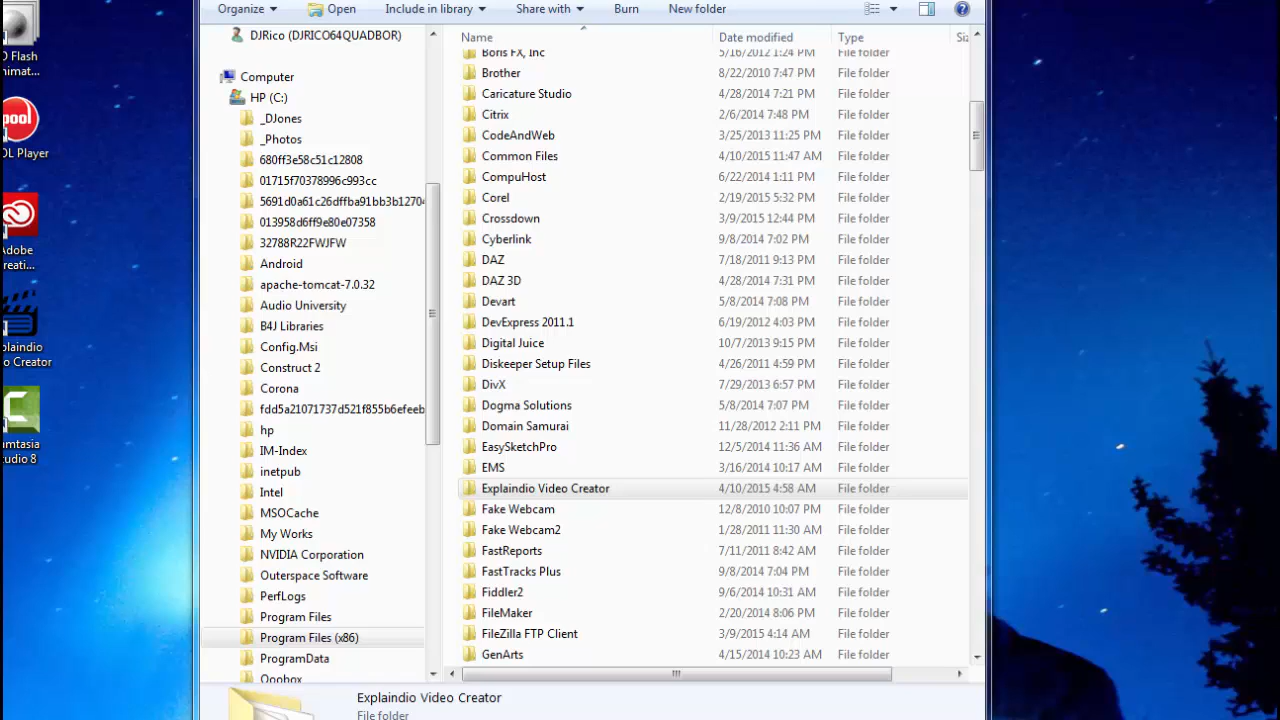 Organize
Open
Include in library
Share with
Burn
New folder
D Flash
nimat...
pool
OL Player
Adobe
reati...
plaindio
o Creator
amtasia
tudio 8
DJRico (DJRICO64QUADBOR)
Computer
HP (C:)
_DJones
_Photos
680ff3e58c51c12808
01715f70378996c993cc
5691d0a61c26dffba91bb3b12704
013958d6ff9e80e07358
32788R22FWJFW
Android
apache-tomcat-7.0.32
Audio University
B4J Libraries
Config.Msi
Construct 2
Corona
fdd5a21071737d521f855b6efeeb
hp
IM-Index
inetpub
Intel
MSOCache
My Works
NVIDIA Corporation
Outerspace Software
PerfLogs
Program Files
Program Files (x86)
ProgramData
Qoobox
Name Date modified Type Siz
Boris FX, Inc 5/16/2012 1:24 PM File folder
Brother 8/22/2010 7:47 PM File folder
Caricature Studio 4/28/2014 7:21 PM File folder
Citrix 2/6/2014 7:48 PM File folder
CodeAndWeb 3/25/2013 11:25 PM File folder
Common Files 4/10/2015 11:47 AM File folder
CompuHost 6/22/2014 1:11 PM File folder
Corel 2/19/2015 5:32 PM File folder
Crossdown 3/9/2015 12:44 PM File folder
Cyberlink 9/8/2014 7:02 PM File folder
DAZ 7/18/2011 9:13 PM File folder
DAZ 3D 4/28/2014 7:31 PM File folder
Devart 5/8/2014 7:08 PM File folder
DevExpress 2011.1 6/19/2012 4:03 PM File folder
Digital Juice 10/7/2013 9:15 PM File folder
Diskeeper Setup Files 4/28/2011 4:59 PM File folder
DivX 7/29/2013 6:57 PM File folder
Dogma Solutions 5/8/2014 7:07 PM File folder
Domain Samurai 11/28/2012 2:11 PM File folder
EasySketchPro 12/5/2014 11:36 AM File folder
EMS 3/16/2014 10:17 AM File folder
Explaindio Video Creator 4/10/2015 4:58 AM File folder
Fake Webcam 12/8/2010 10:07 PM File folder
Fake Webcam2 1/28/2011 11:30 AM File folder
FastReports 7/11/2011 8:42 AM File folder
FastTracks Plus 9/8/2014 7:04 PM File folder
Fiddler2 9/6/2014 10:31 AM File folder
FileMaker 2/20/2014 8:06 PM File folder
FileZilla FTP Client 3/9/2015 4:14 AM File folder
GenArts 4/15/2014 10:23 AM File folder
Explaindio Video Creator
File folder